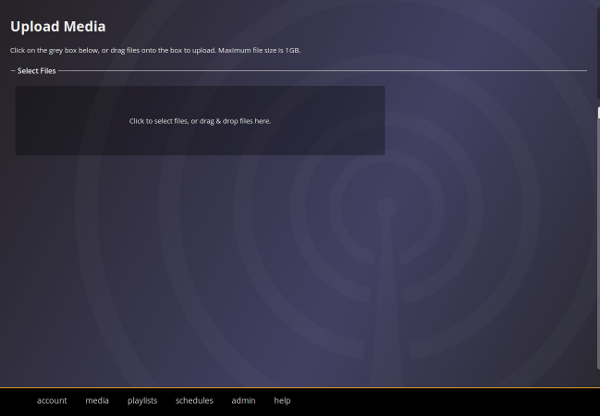 Upload Media
Click on the grey box below, or drag files onto the box to upload. Maximum file size is 1GB.
Select Files
Click to select files, or drag & drop files here.
account media playlists schedules admin help